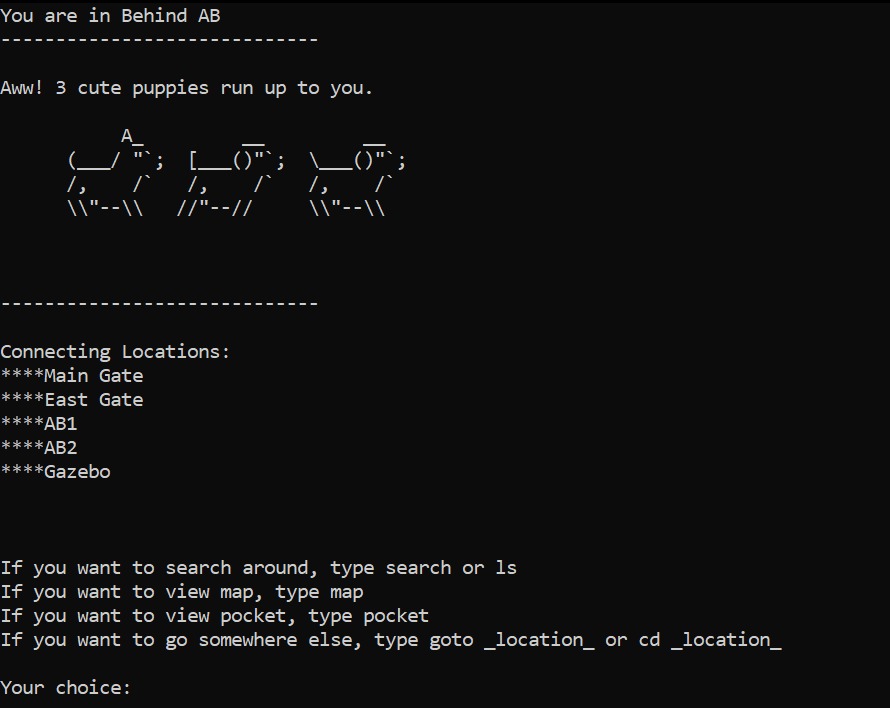 You are in Behind AB
-----------------------------
Aww! 3 cute puppies run up to you.
           A_         __         __
      (___/ "`;  [___()"`;  \___()"`;
      /,    /`  /,    /`   /,    /`
      \\"--\\   //"--//     \\"--\\
-----------------------------
Connecting Locations:
****Main Gate
****East Gate
****AB1
****AB2
****Gazebo
If you want to search around, type search or ls
If you want to view map, type map
If you want to view pocket, type pocket
If you want to go somewhere else, type goto _location_ or cd _location_
Your choice: